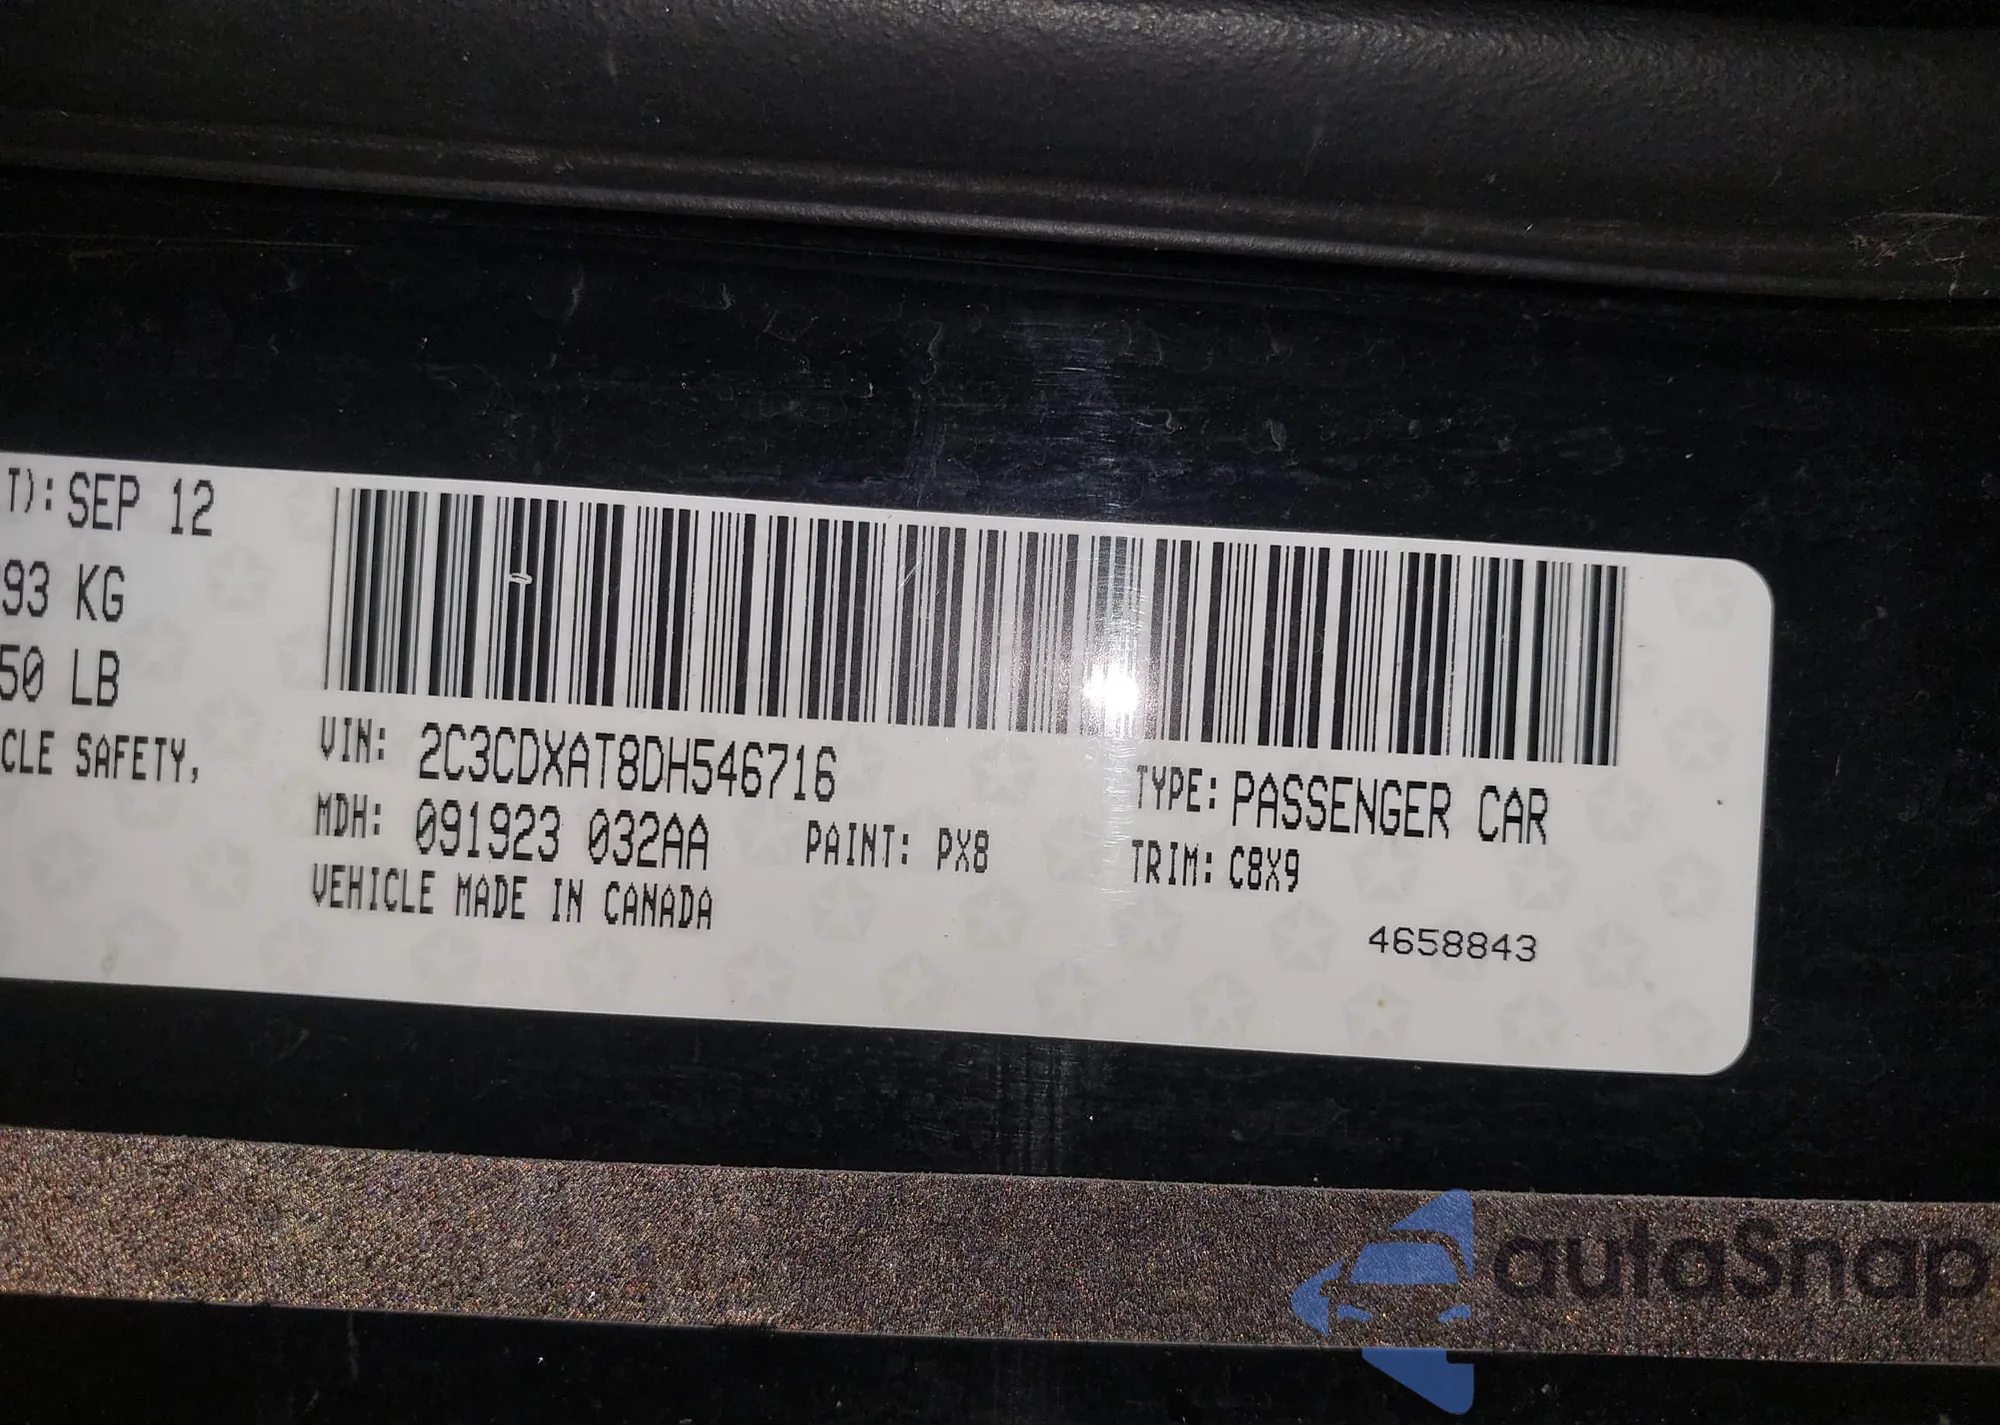 T): SEP 12
93 KG
50 LB
CLE SAFETY,
VIN: 2C3CDXAT8DH546716
TYPE: PASSENGER CAR
MDH: 091923 032AA
PAINT: PX8
TRIM: C8X9
VEHICLE MADE IN CANADA
4658843
autaSnap